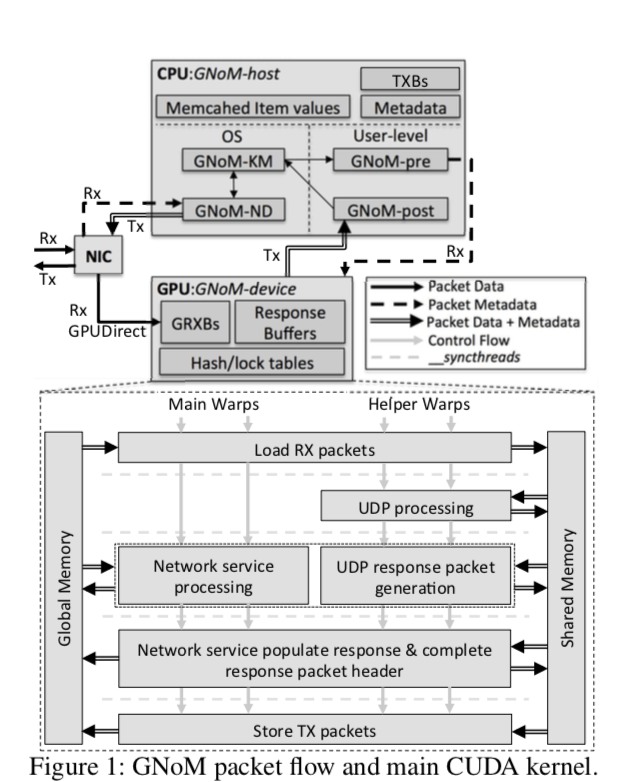 CPU:GNoM-host
TXBs
Memcahed Item values
Metadata
OS
User-level
GNoM-KM
GNoM-pre
Rx
GNoM-ND
GNoM-post
Rx
Tx
NIC
Tx
Tx
Rx
Rx
GPUDirect
GPU:GNoM-device
GRXBs
Response
Buffers
Hash/lock tables
Packet Data
Packet Metadata
Packet Data + Metadata
Control Flow
__syncthreads
Main Warps
Helper Warps
Load RX packets
UDP processing
Global Memory
Network service
processing
UDP response packet
generation
Shared Memory
Network service populate response & complete
response packet header
Store TX packets
Figure 1: GNoM packet flow and main CUDA kernel.